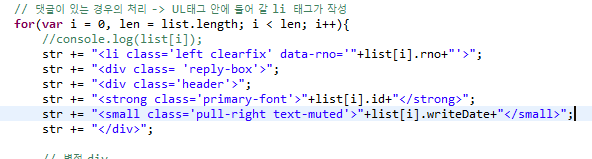 // 댓글이 있는 경우의 처리 -> UL태그 안에 들어 갈 li 태그가 작성
for(var i = 0, len = list.length; i < len; i++){
//console.log(list[i]);
str += "<li class='left clearfix' data-rno='"+list[i].rno+"'>";
str += "<div class= 'reply-box'>";
str += "<div class='header'>";
str += "<strong class='primary-font'>"+list[i].id+"</strong>";
str += "<small class='pull-right text-muted'>"+list[i].writeDate+"</small>";
str += "</div>";